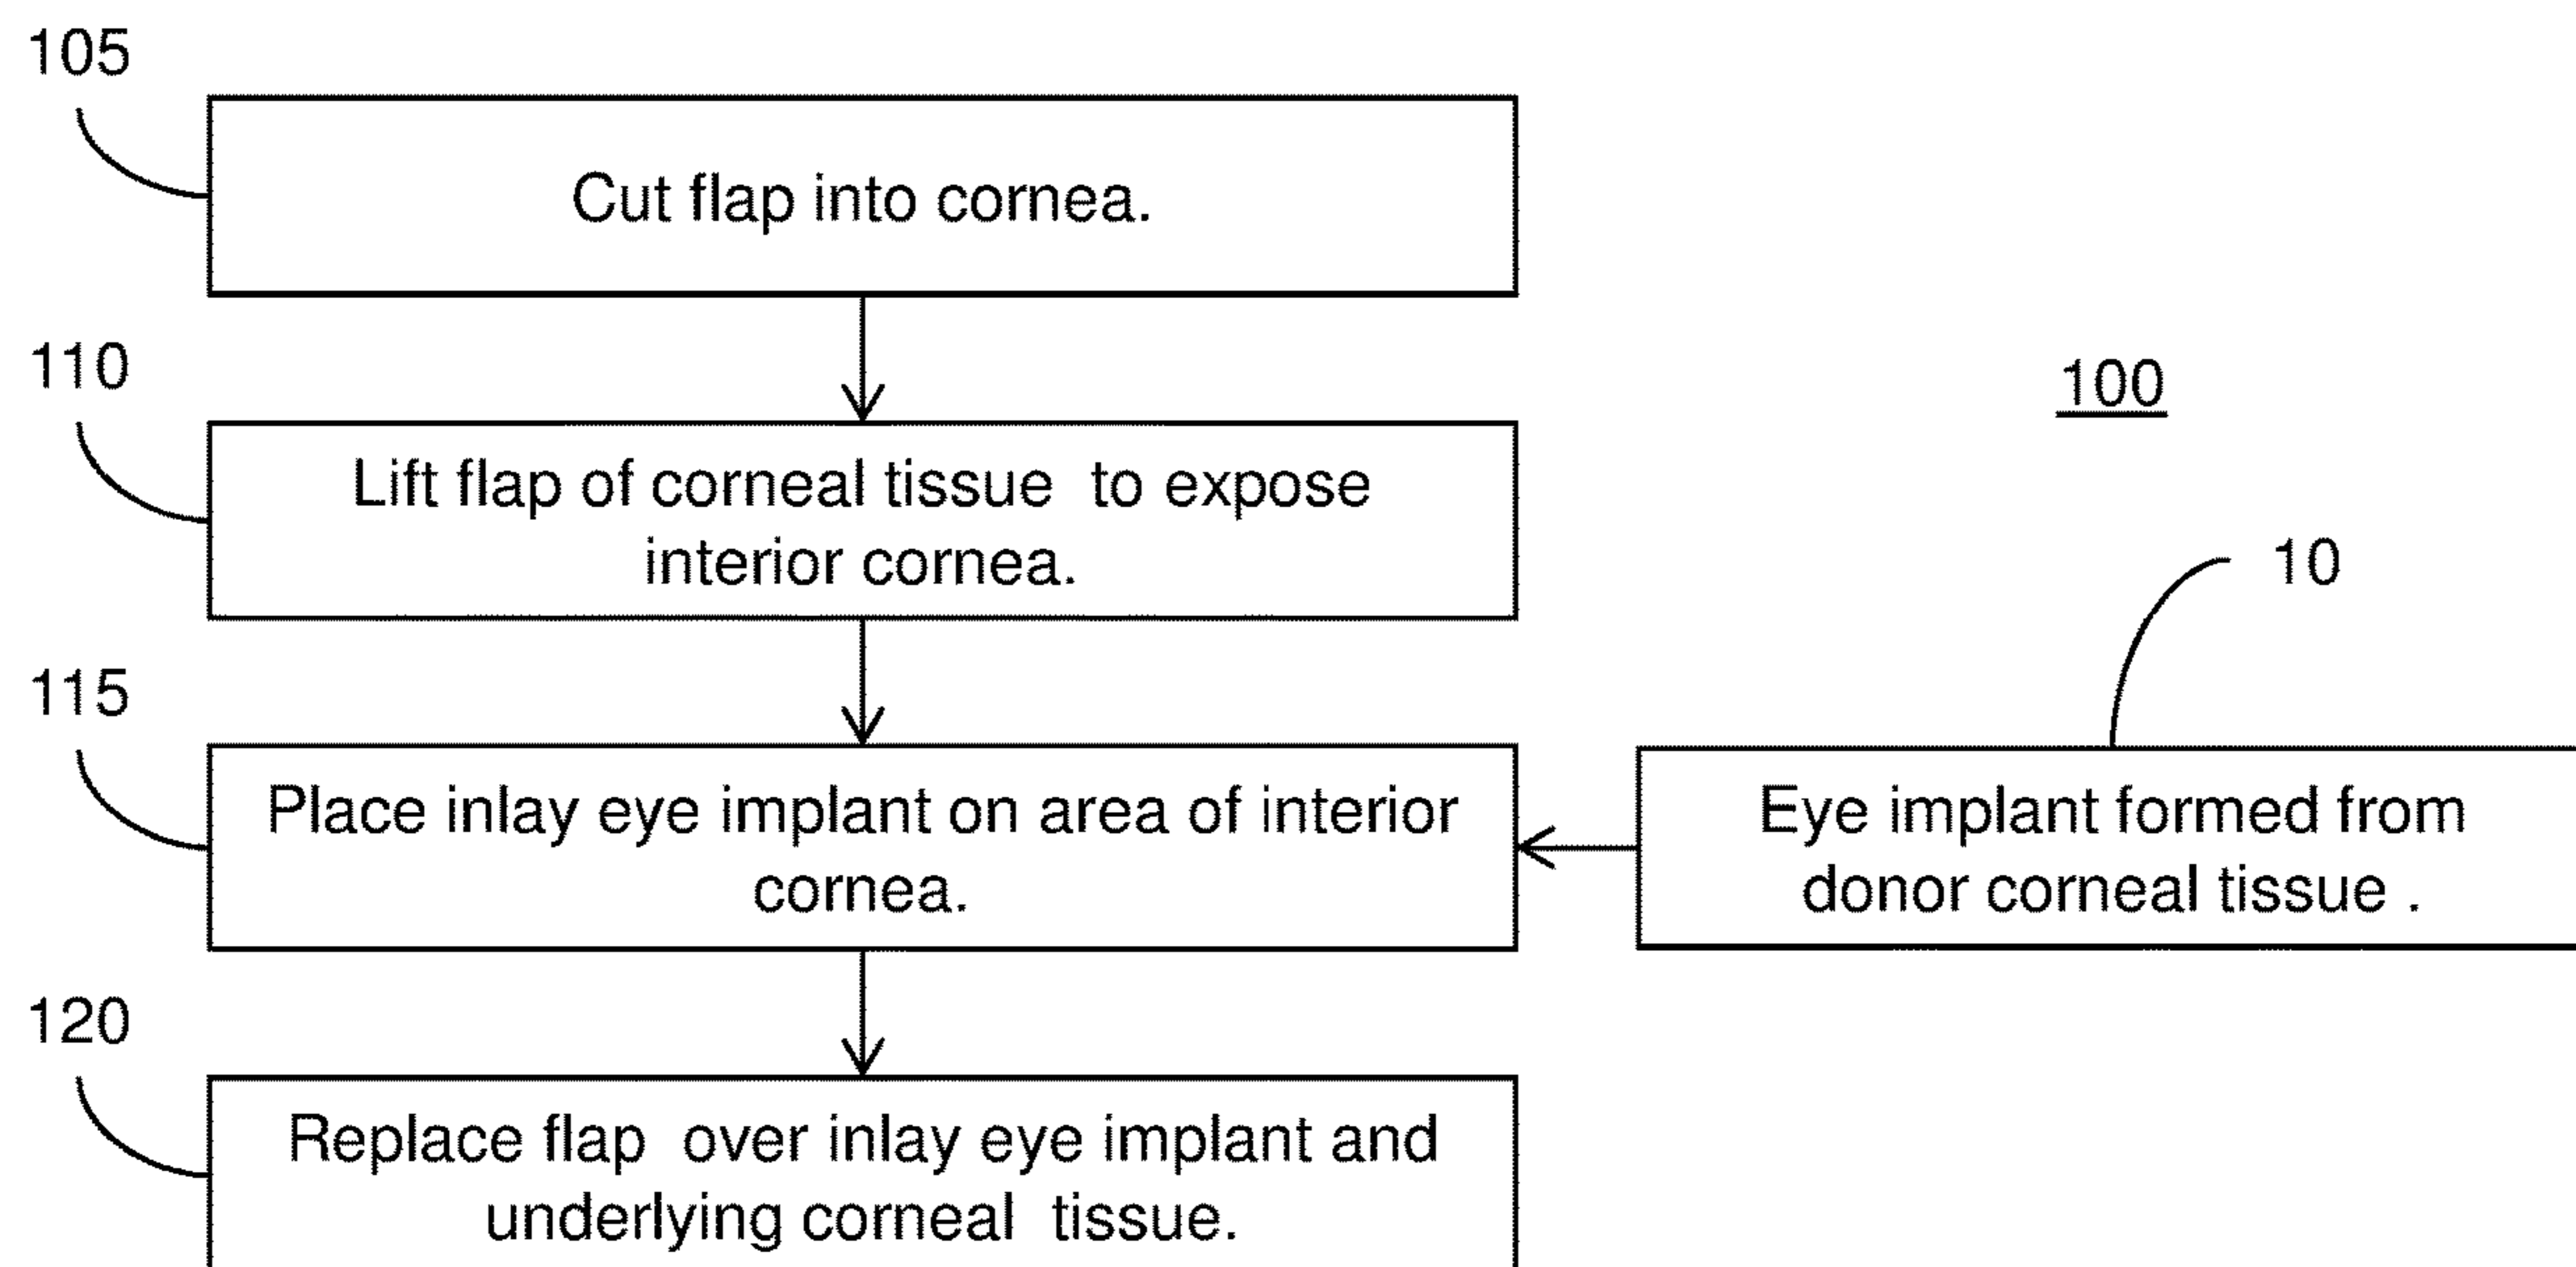 105
Cut flap into cornea.
110
Lift flap of corneal tissue to expose
interior cornea.
100
10
115
Place inlay eye implant on area of interior
cornea.
Eye implant formed from
donor corneal tissue .
120
Replace flap over inlay eye implant and
underlying corneal tissue.